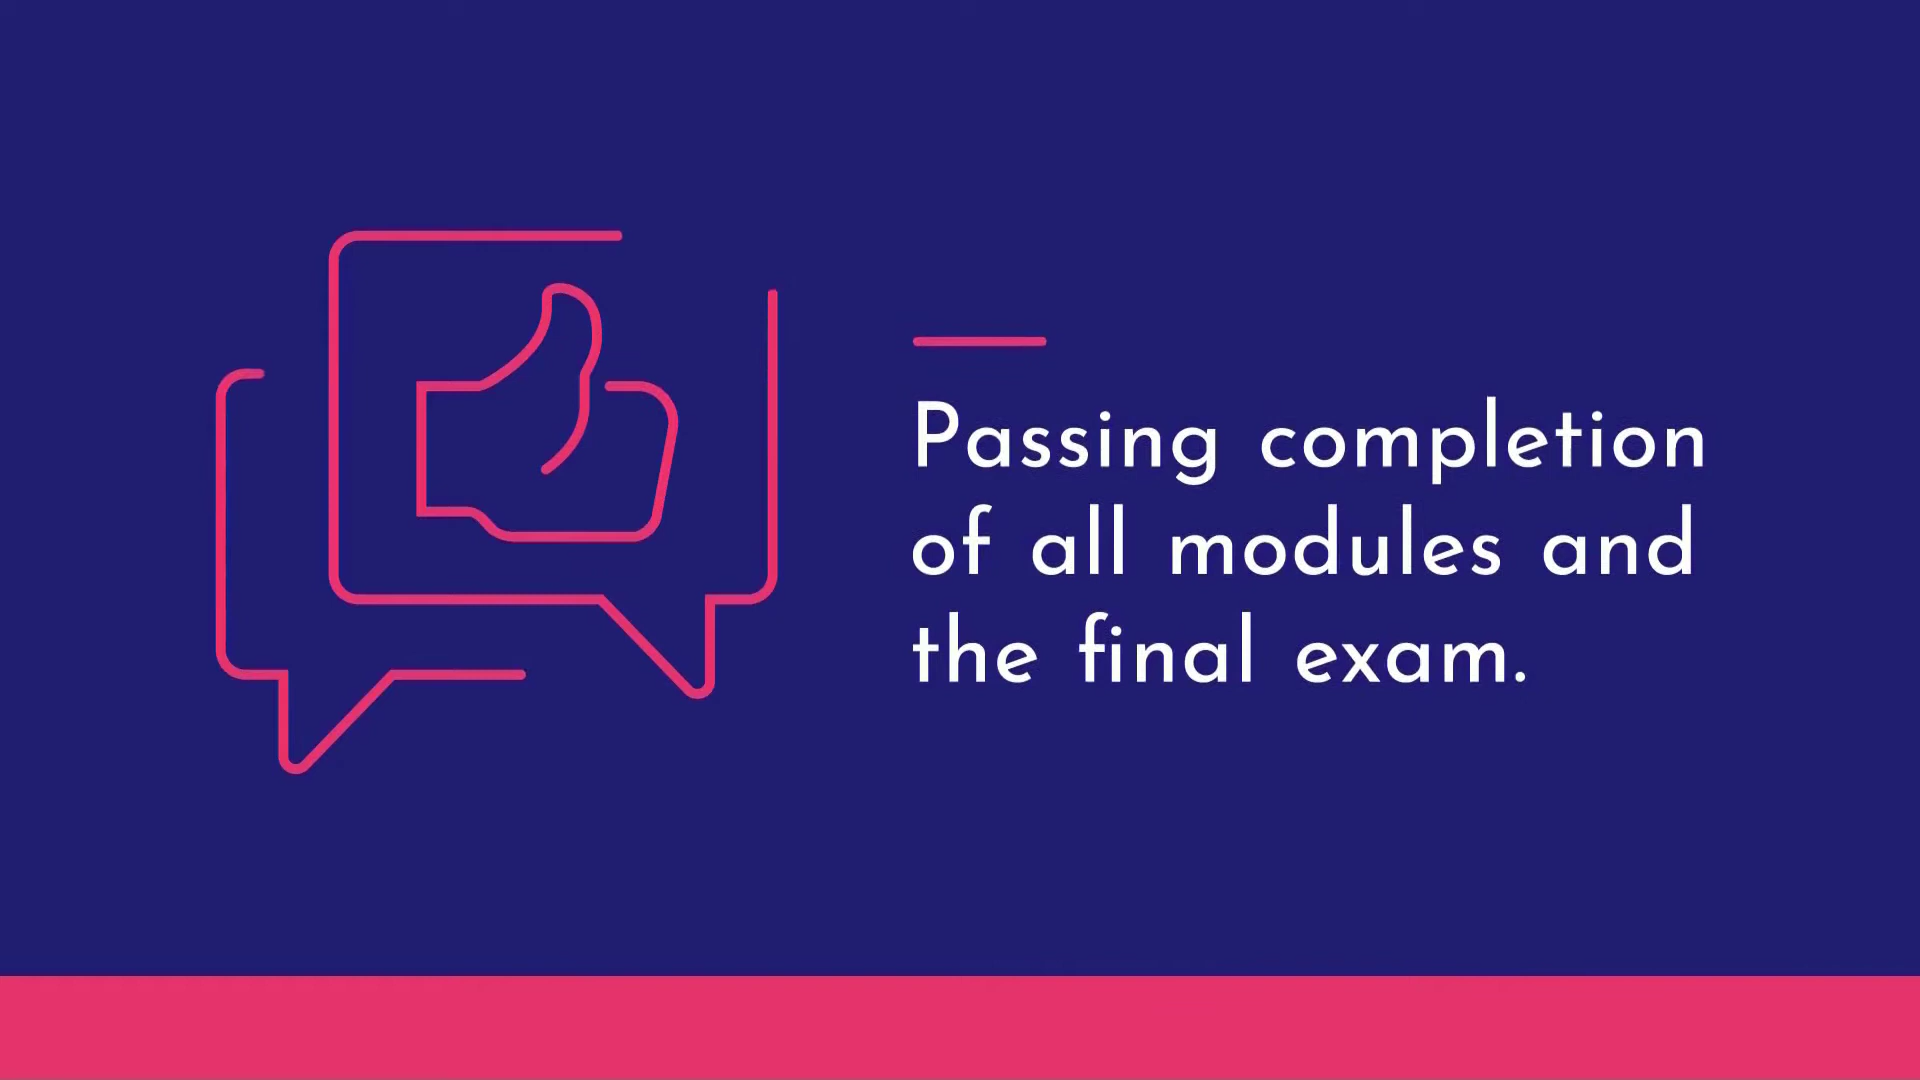 Passing completion
of all modules and
the final exam.